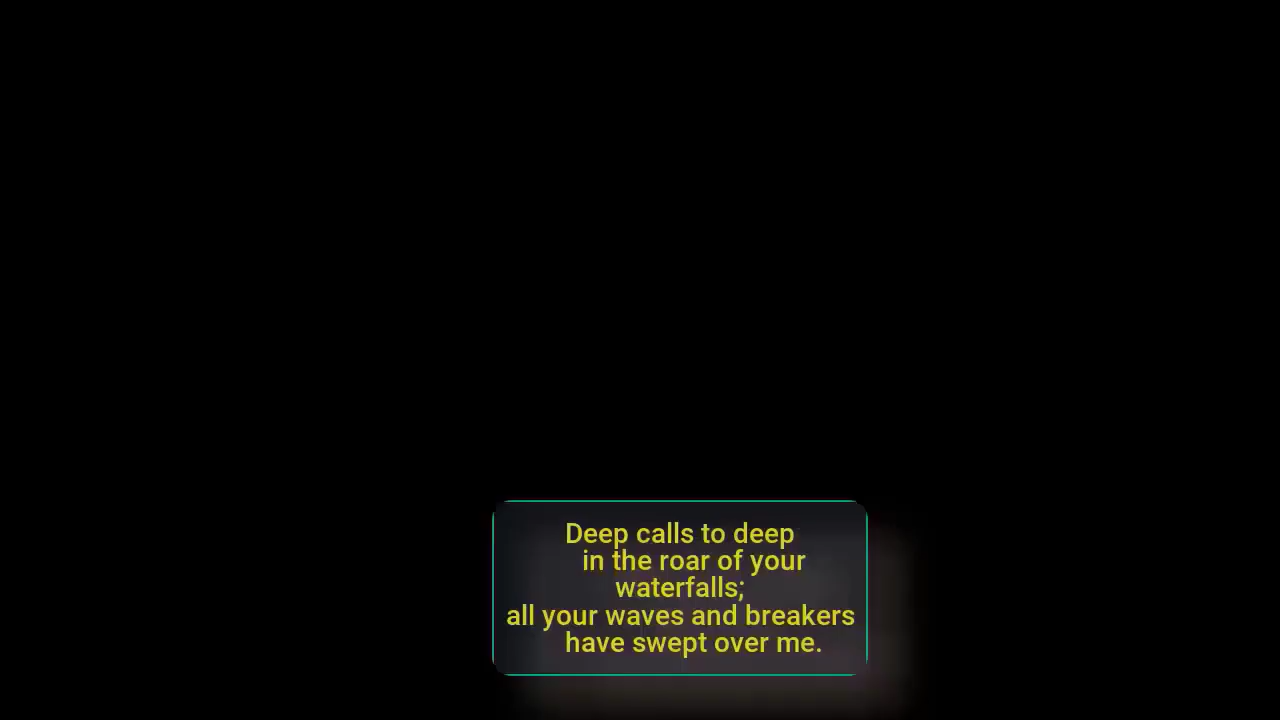 Deep calls to deep
in the roar of your
waterfalls;
all your waves and breakers
have swept over me.